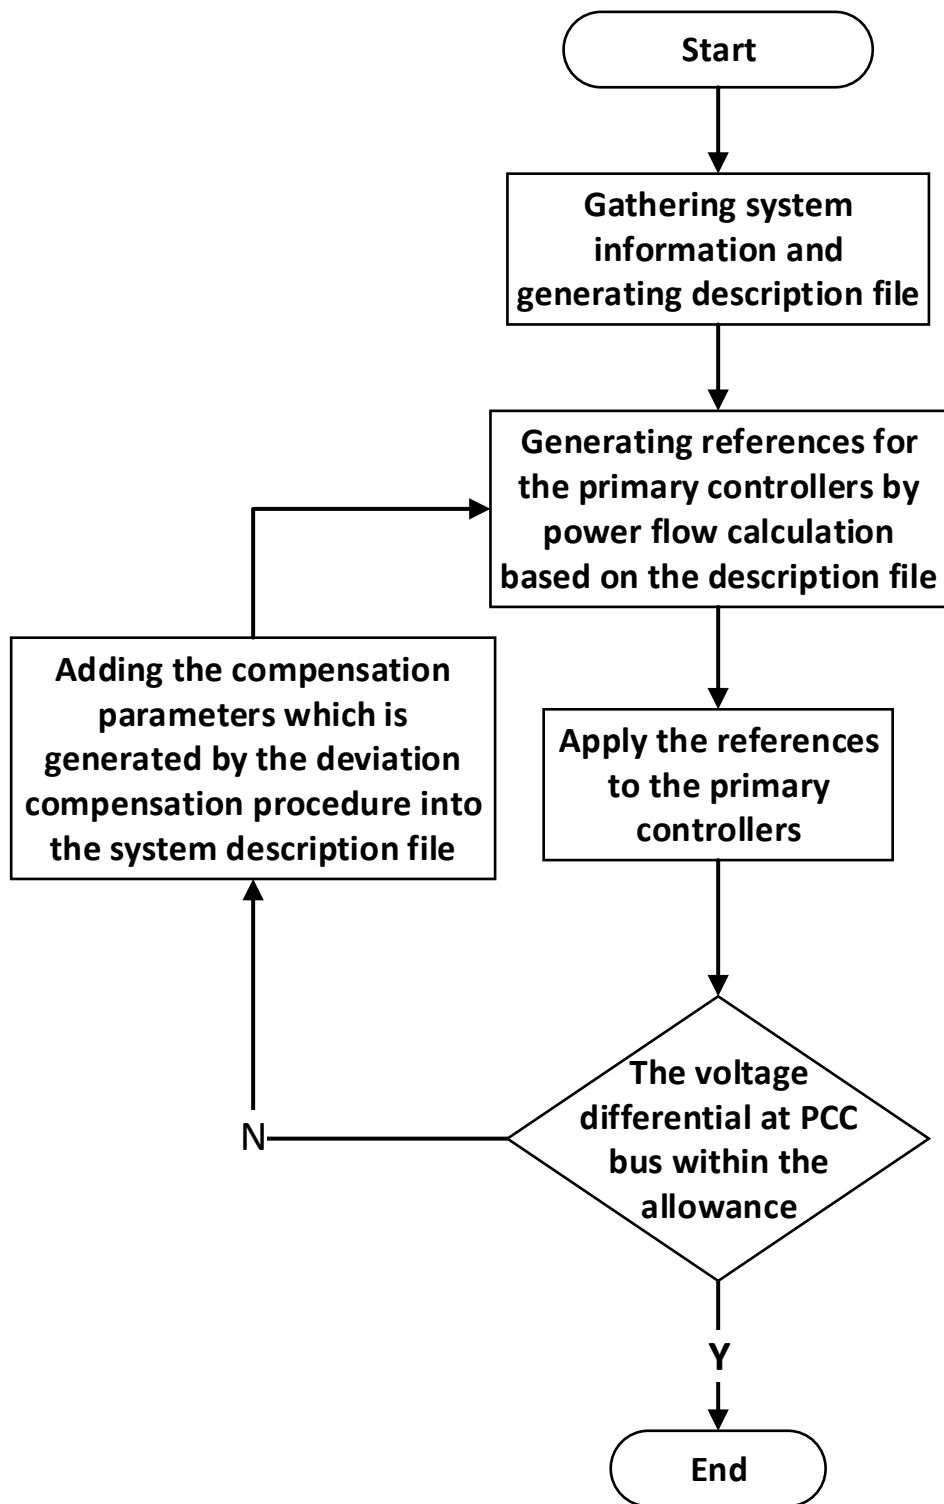 Start
Gathering system
information and
generating description file
Generating references for
the primary controllers by
power flow calculation
based on the description file
Adding the compensation
parameters which is
generated by the deviation
compensation procedure into
the system description file
Apply the references
to the primary
controllers
The voltage
differential at PCC
bus within the
allowance
N
Y
End